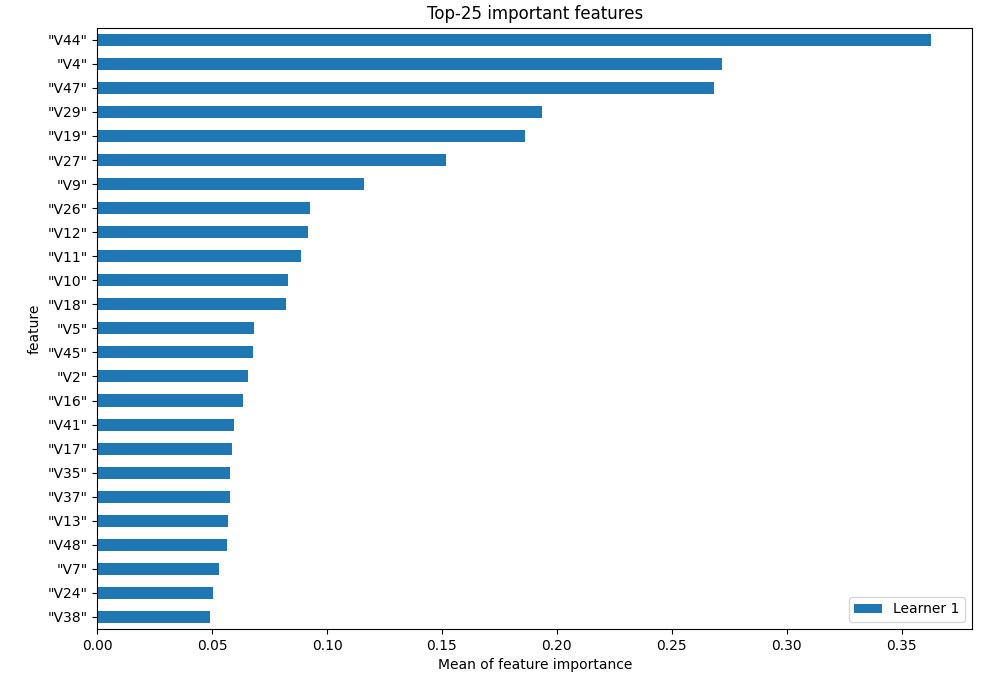 Top-25 important features
"V44"
"V4"
"V47"
"V29"
"V19"
"V27"
"V9"
"V26"
"V12"
"V11"
"V10"
"V18"
"V5"
"V45"
"V2"
"V16"
"V41"
"V17"
"V35"
"V37"
"V13"
"V48"
"V7"
"V24"
"V38"
feature
Learner 1
0.00 0.05 0.10 0.15 0.20 0.25 0.30 0.35
Mean of feature importance